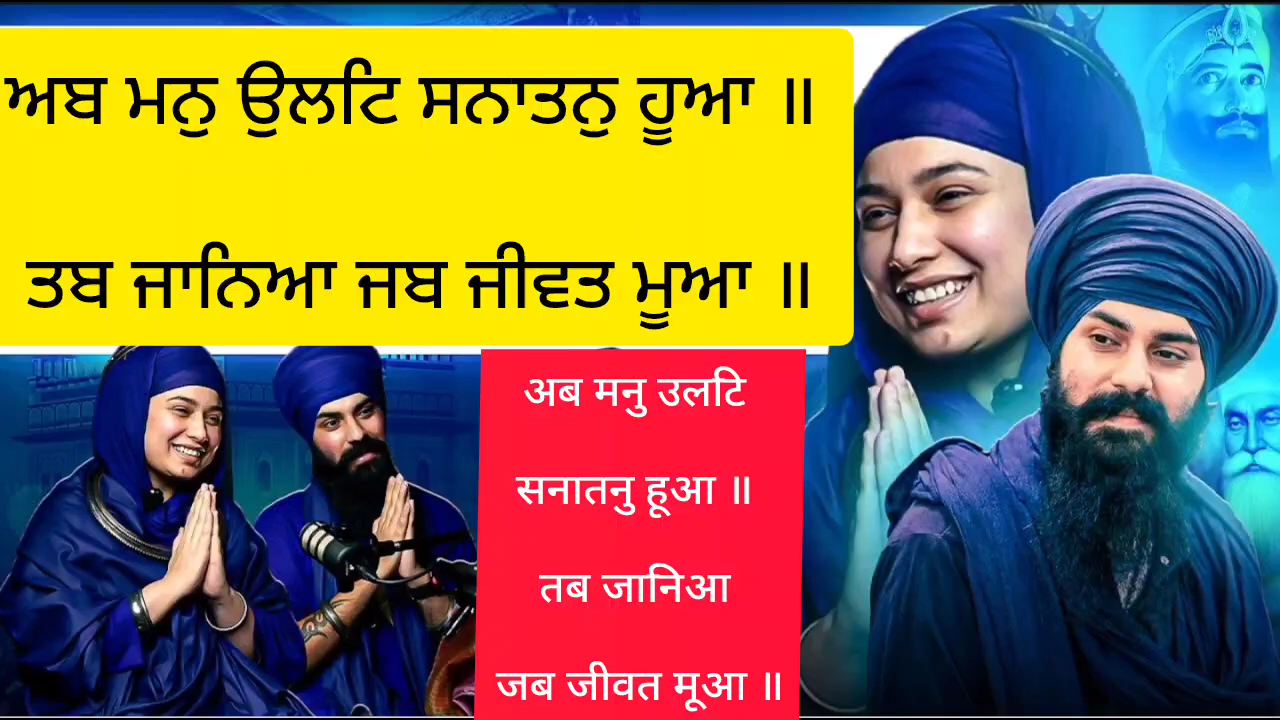 ਅਬ ਮਨੁ ਉਲਟਿ ਸਨਾਤਨੁ ਹੂਆ ॥
ਤਬ ਜਾਨਿਆ ਜਬ ਜੀਵਤ ਮੂਆ ॥
अब मनु उलटि
सनातनु हूआ ॥
तब जानिआ
जब जीवत मूआ ॥